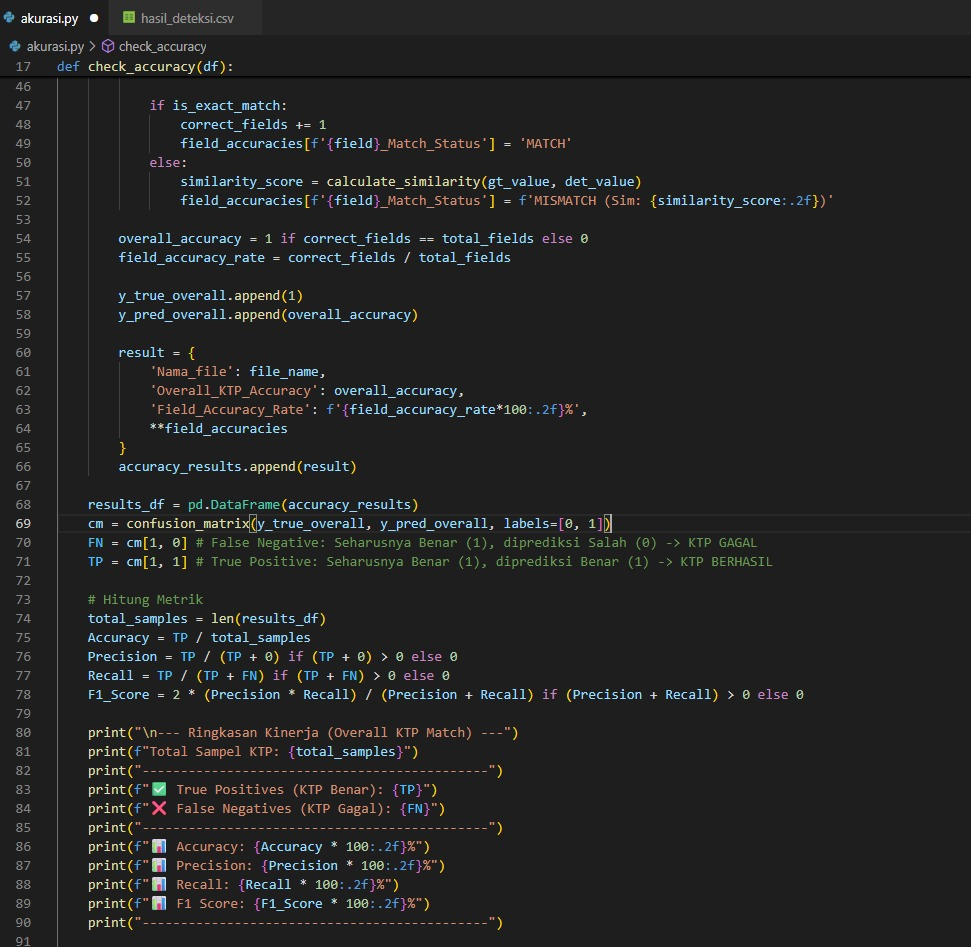 akurasi.py ●
hasil_deteksi.csv
akurasi.py > check_accuracy
17 def check_accuracy(df):
46
47 if is_exact_match:
48 correct_fields += 1
49 field_accuracies[f'{field}_Match_Status'] = 'MATCH'
50 else:
51 similarity_score = calculate_similarity(gt_value, det_value)
52 field_accuracies[f'{field}_Match_Status'] = f'MISMATCH (Sim: {similarity_score:.2f})'
53
54 overall_accuracy = 1 if correct_fields == total_fields else 0
55 field_accuracy_rate = correct_fields / total_fields
56
57 y_true_overall.append(1)
58 y_pred_overall.append(overall_accuracy)
59
60 result = {
61 'Nama_file': file_name,
62 'Overall_KTP_Accuracy': overall_accuracy,
63 'Field_Accuracy_Rate': f'{field_accuracy_rate*100:.2f}%',
64 **field_accuracies
65 }
66 accuracy_results.append(result)
67
68 results_df = pd.DataFrame(accuracy_results)
69 cm = confusion_matrix(y_true_overall, y_pred_overall, labels=[0, 1])
70 FN = cm[1, 0] # False Negative: Seharusnya Benar (1), diprediksi Salah (0) -> KTP GAGAL
71 TP = cm[1, 1] # True Positive: Seharusnya Benar (1), diprediksi Benar (1) -> KTP BERHASIL
72
73 # Hitung Metrik
74 total_samples = len(results_df)
75 Accuracy = TP / total_samples
76 Precision = TP / (TP + 0) if (TP + 0) > 0 else 0
77 Recall = TP / (TP + FN) if (TP + FN) > 0 else 0
78 F1_Score = 2 * (Precision * Recall) / (Precision + Recall) if (Precision + Recall) > 0 else 0
79
80 print("\n--- Ringkasan Kinerja (Overall KTP Match) ---")
81 print(f"Total Sampel KTP: {total_samples}")
82 print("---------------------------------------------")
83 print(f"✅ True Positives (KTP Benar): {TP}")
84 print(f"❌ False Negatives (KTP Gagal): {FN}")
85 print("---------------------------------------------")
86 print(f"📊 Accuracy: {Accuracy * 100:.2f}%")
87 print(f"📊 Precision: {Precision * 100:.2f}%")
88 print(f"📊 Recall: {Recall * 100:.2f}%")
89 print(f"📊 F1 Score: {F1_Score * 100:.2f}%")
90 print("---------------------------------------------")
91